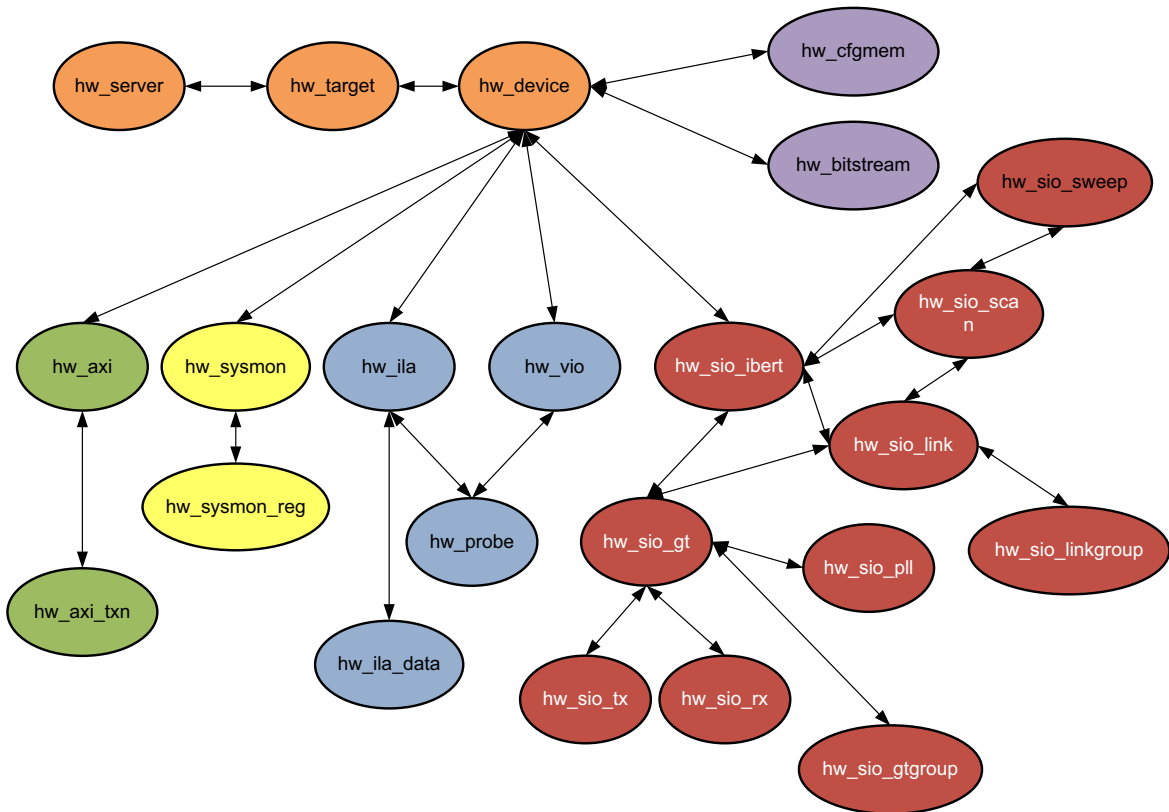 hw_cfgmem
hw_server
hw_target
hw_device
hw_bitstream
hw_sio_sweep
hw_sio_sca
n
hw_axi
hw_sysmon
hw_ila
hw_vio
hw_sio_ibert
hw_sio_link
hw_sysmon_reg
hw_probe
hw_sio_gt
hw_sio_linkgroup
hw_sio_pll
hw_axi_txn
hw_ila_data
hw_sio_tx
hw_sio_rx
hw_sio_gtgroup